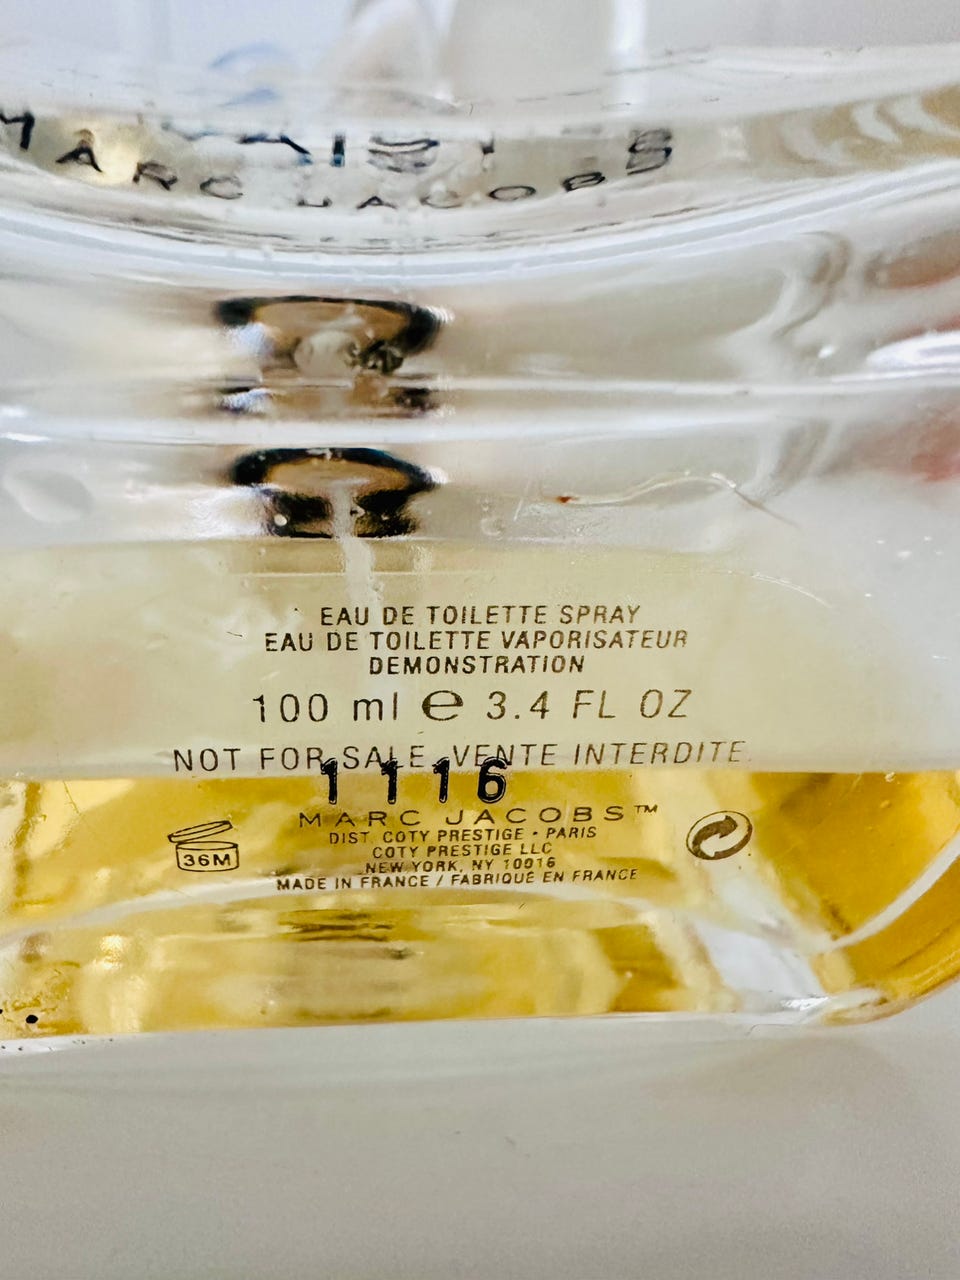 MARC JACOBS
EAU DE TOILETTE SPRAY
EAU DE TOILETTE VAPORISATEUR
DEMONSTRATION
100 ml e 3.4 FL OZ
NOT FOR SALE. VENTE INTERDITE.
1116
MARC JACOBS™
DIST. COTY PRESTIGE · PARIS
COTY PRESTIGE LLC
NEW YORK, NY 10016
36M
MADE IN FRANCE / FABRIQUÉ EN FRANCE